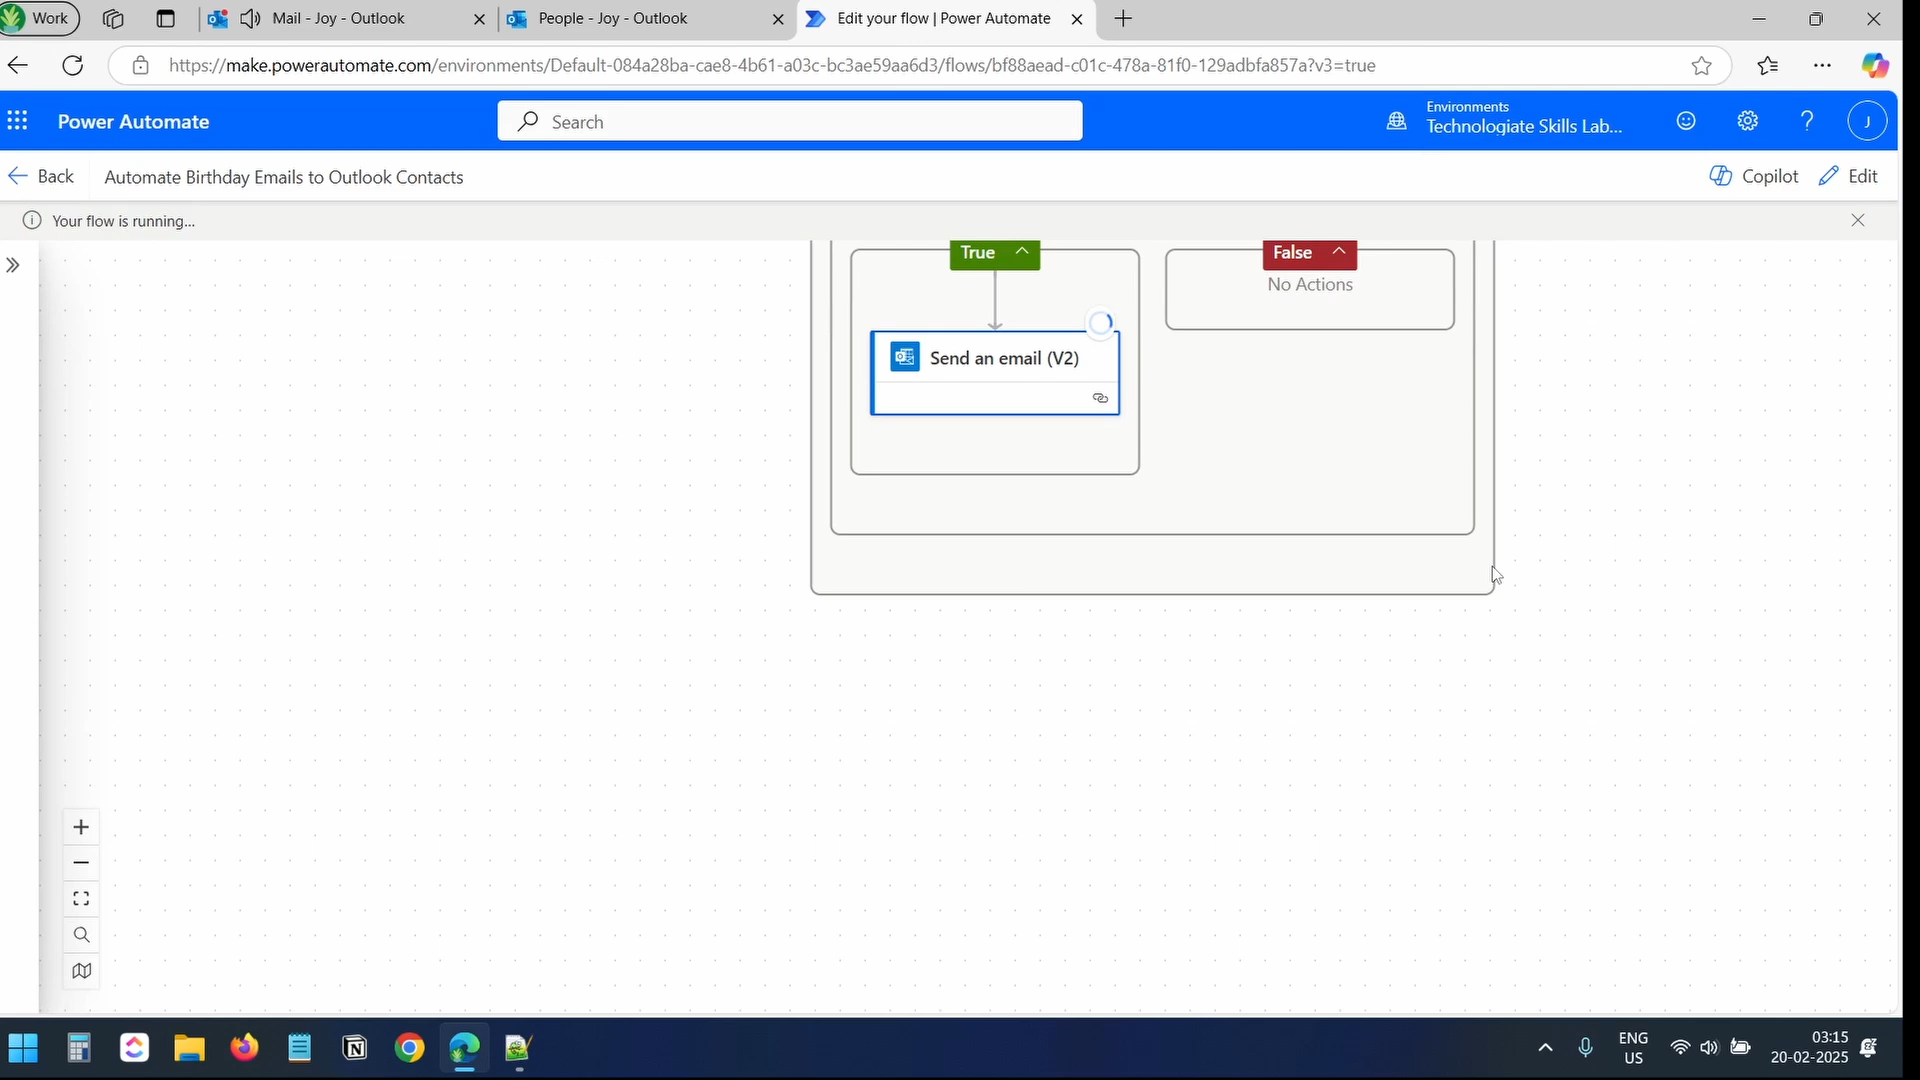 Work
Mail - Joy - Outlook
People - Joy - Outlook
Edit your flow | Power Automate
https://make.powerautomate.com/environments/Default-084a28ba-cae8-4b61-a03c-bc3ae59aa6d3/flows/bf88aead-c01c-478a-81f0-129adbfa857a?v3=true
Power Automate
Search
Environments
Technologiate Skills Lab...
J
Back
Automate Birthday Emails to Outlook Contacts
Copilot
Edit
Your flow is running...
True
False
No Actions
Send an email (V2)
ENG
US
03:15
20-02-2025